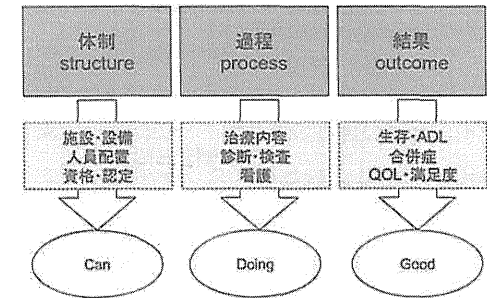 体制
structure
過程
process
結果
outcome
施設・設備
人員配置
資格・認定
治療内容
診断・検査
看護
生存・ADL
合併症
QOL・満足度
Can
Doing
Good